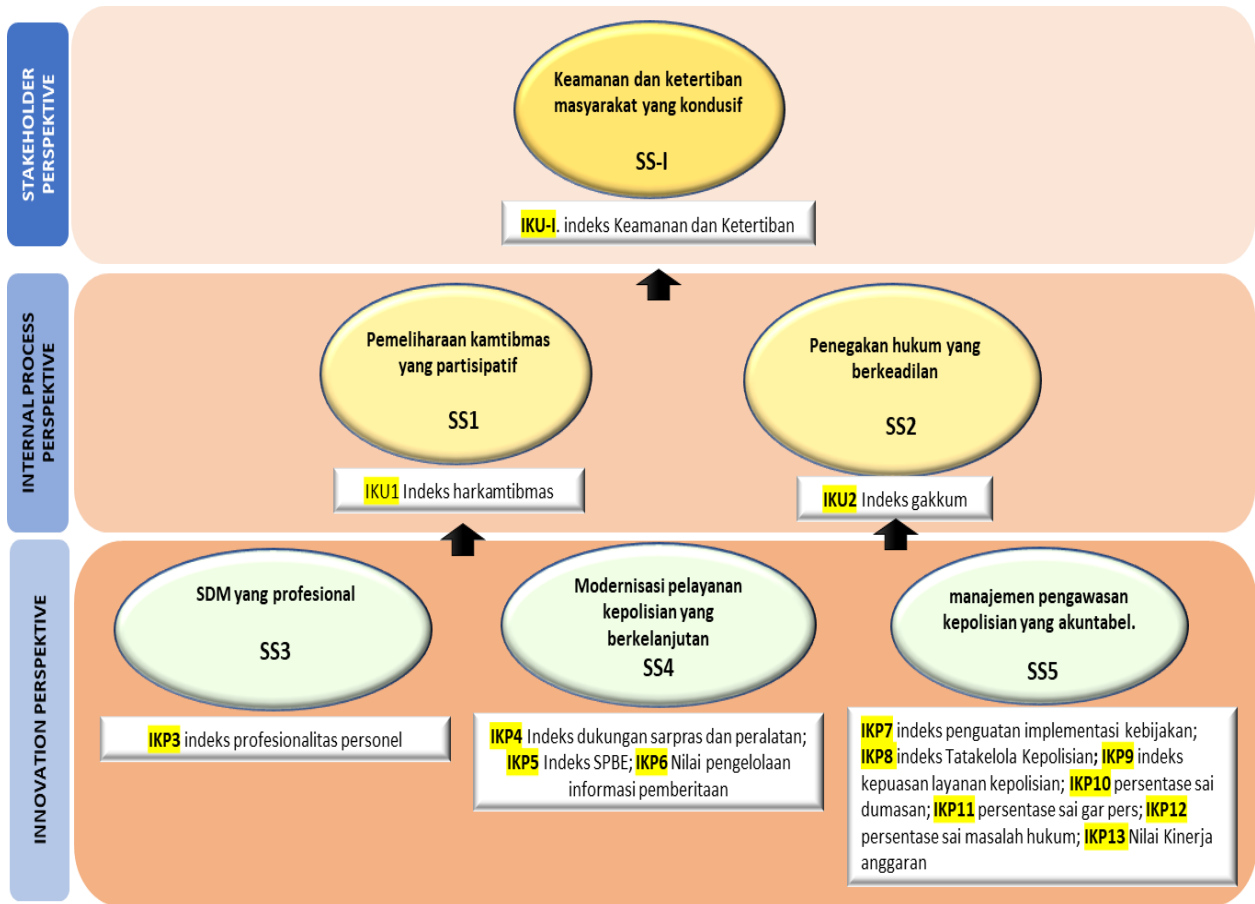 STAKEHOLDER
PERSPEKTIVE
Keamanan dan ketertiban
masyarakat yang kondusif
SS-I
IKU-I. indeks Keamanan dan Ketertiban
INTERNAL PROCESS
PERSPEKTIVE
Pemeliharaan kamtibmas
yang partisipatif
SS1
IKU1 Indeks harkamtibmas
Penegakan hukum yang
berkeadilan
SS2
IKU2 Indeks gakkum
INNOVATION PERSPEKTIVE
SDM yang profesional
SS3
IKP3 indeks profesionalitas personel
Modernisasi pelayanan
kepolisian yang
berkelanjutan
SS4
IKP4 Indeks dukungan sarpras dan peralatan;
IKP5 Indeks SPBE; IKP6 Nilai pengelolaan
informasi pemberitaan
manajemen pengawasan
kepolisian yang akuntabel.
SS5
IKP7 indeks penguatan implementasi kebijakan;
IKP8 indeks Tatakelola Kepolisian; IKP9 indeks
kepuasan layanan kepolisian; IKP10 persentase sai
dumasan; IKP11 persentase sai gar pers; IKP12
persentase sai masalah hukum; IKP13 Nilai Kinerja
anggaran